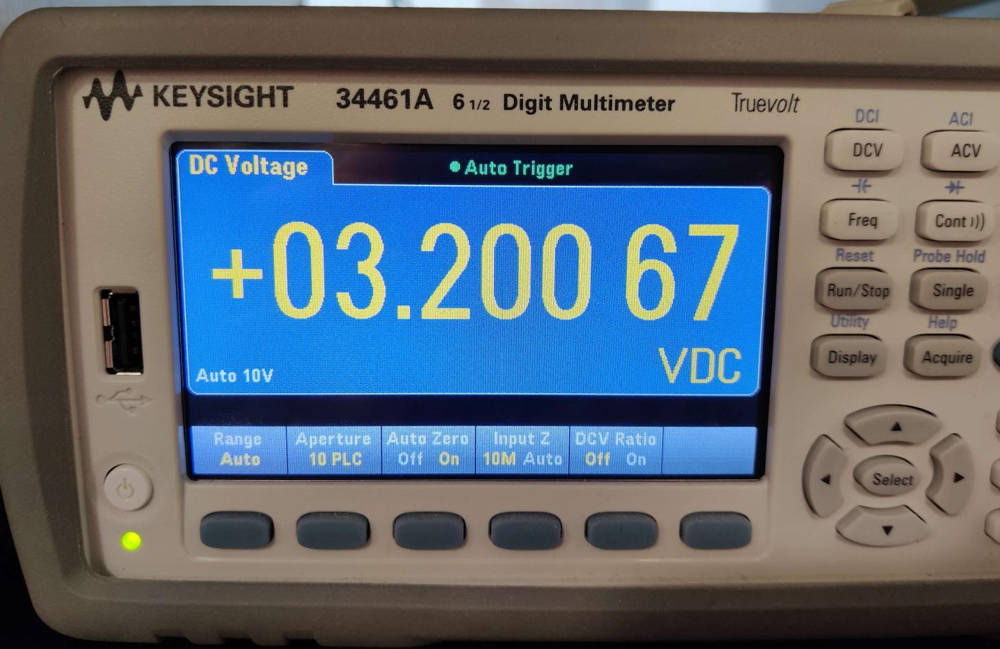 KEYSIGHT 34461A 6 1/2 Digit Multimeter Truevolt
DC Voltage
Auto Trigger
+03.200 67
VDC
Auto 10V
Range Aperture Auto Zero Input Z DCV Ratio
Auto 10 PLC Off On 10M Auto Off On
DCI ACI
DCV ACV
Freq Cont
Reset Probe Hold
Run/Stop Single
Utility Help
Display Acquire
Select